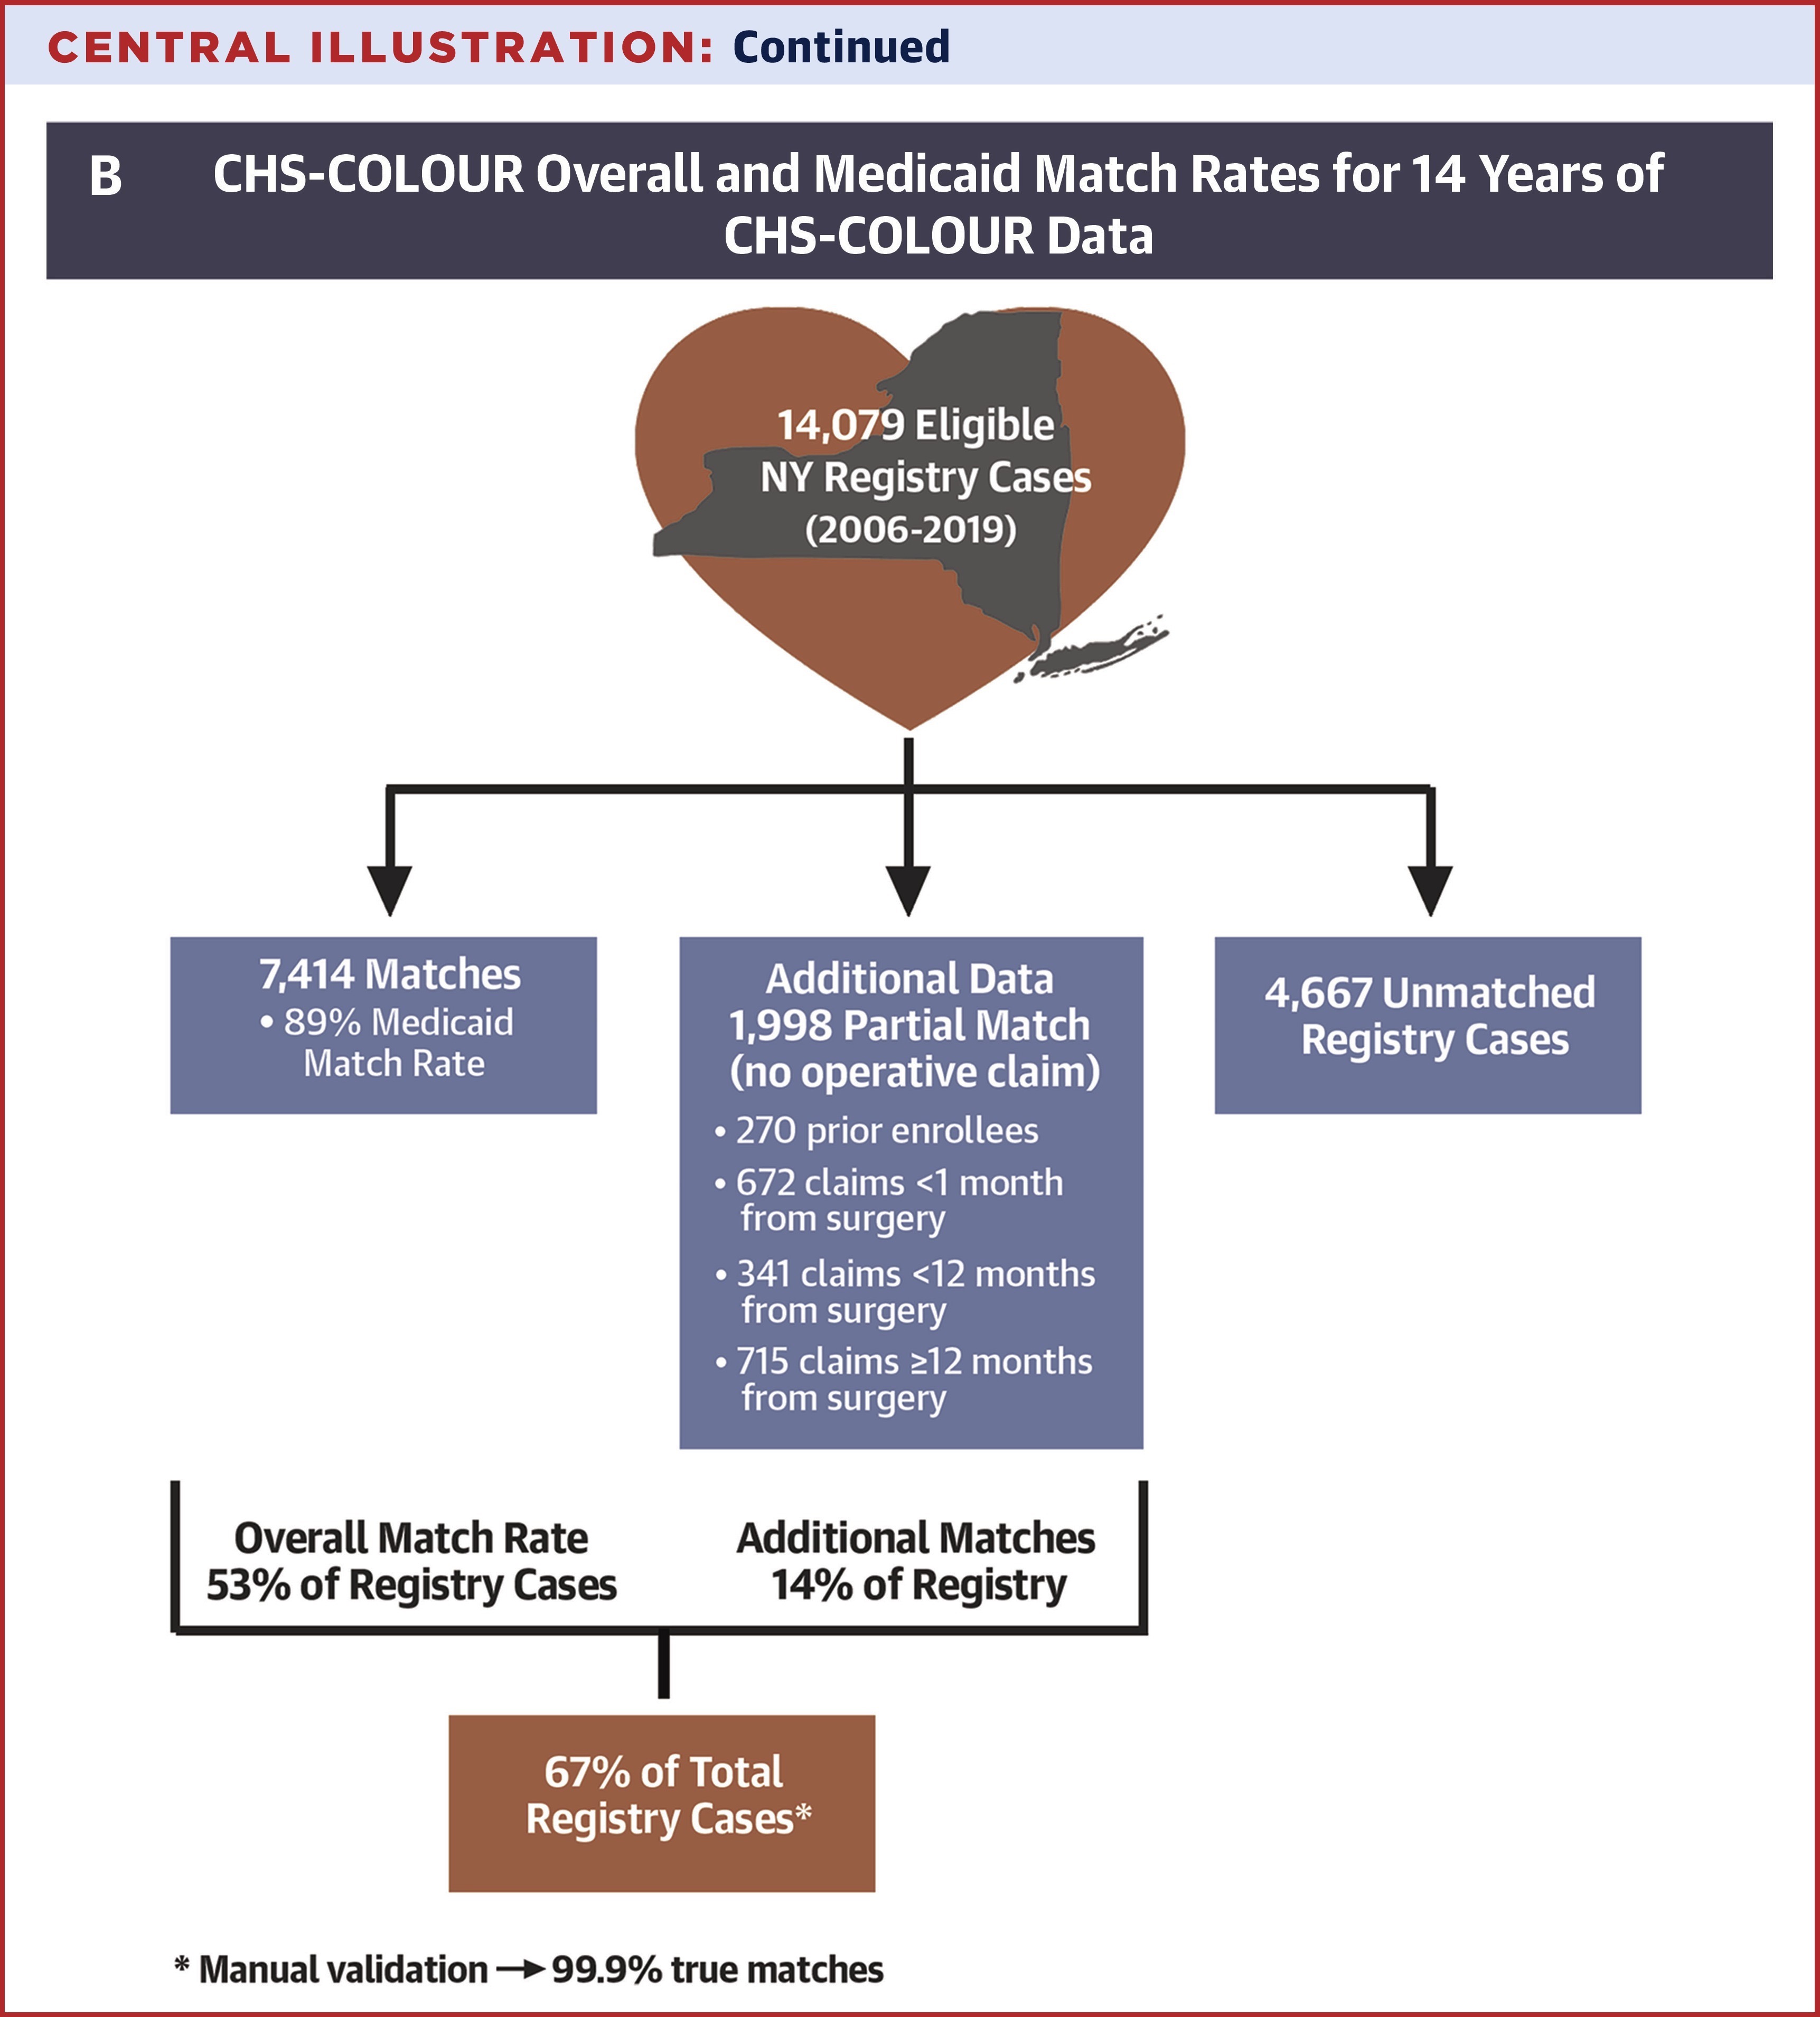 CENTRAL ILLUSTRATION: Continued
B CHS-COLOUR Overall and Medicaid Match Rates for 14 Years of
CHS-COLOUR Data
14,079 Eligible
NY Registry Cases
(2006-2019)
7,414 Matches
• 89% Medicaid
Match Rate
Additional Data
1,998 Partial Match
(no operative claim)
• 270 prior enrollees
• 672 claims <1 month
from surgery
• 341 claims <12 months
from surgery
• 715 claims ≥12 months
from surgery
4,667 Unmatched
Registry Cases
Overall Match Rate
53% of Registry Cases
Additional Matches
14% of Registry
67% of Total
Registry Cases*
* Manual validation → 99.9% true matches